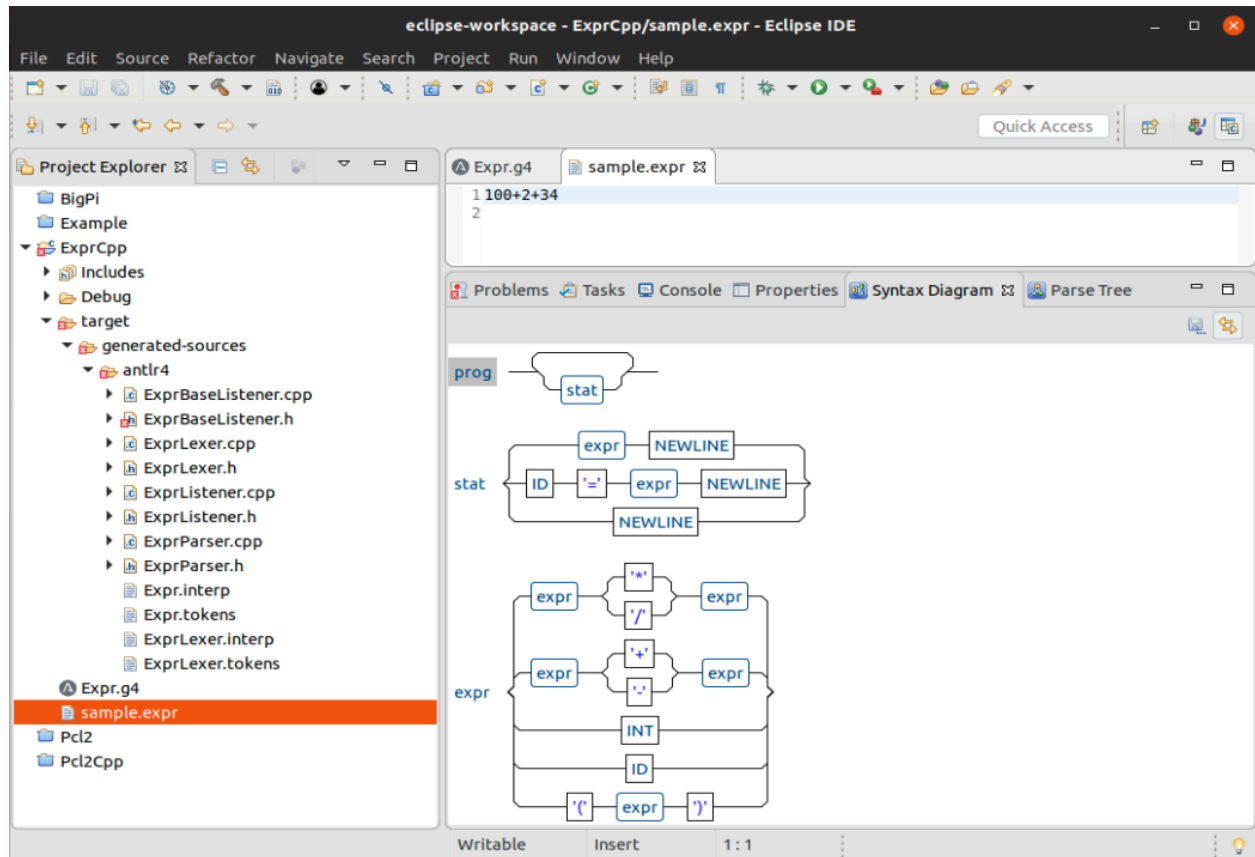 eclipse-workspace - ExprCpp/sample.expr - Eclipse IDE
File Edit Source Refactor Navigate Search Project Run Window Help
Quick Access
Project Explorer
BigPi
Example
ExprCpp
Includes
Debug
target
generated-sources
antlr4
ExprBaseListener.cpp
ExprBaseListener.h
ExprLexer.cpp
ExprLexer.h
ExprListener.cpp
ExprListener.h
ExprParser.cpp
ExprParser.h
Expr.interp
Expr.tokens
ExprLexer.interp
ExprLexer.tokens
Expr.g4
sample.expr
Pcl2
Pcl2Cpp
Expr.g4 sample.expr
1 100+2+34
2
Problems Tasks Console Properties Syntax Diagram Parse Tree
prog
stat
expr NEWLINE
stat ID '=' expr NEWLINE
NEWLINE
'*'
expr expr
'/'
'+'
expr expr
'-'
expr
INT
ID
'(' expr ')'
Writable Insert 1 : 1